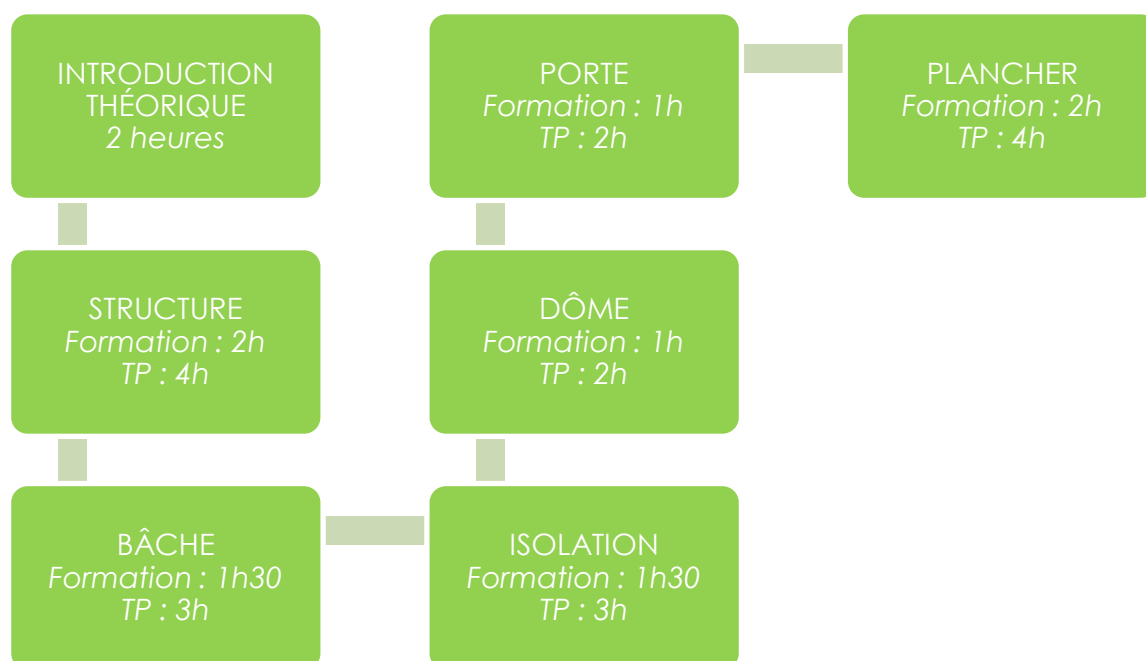 INTRODUCTION
THÉORIQUE
2 heures
STRUCTURE
Formation : 2h
TP : 4h
BÂCHE
Formation : 1h30
TP : 3h
ISOLATION
Formation : 1h30
TP : 3h
DÔME
Formation : 1h
TP : 2h
PORTE
Formation : 1h
TP : 2h
PLANCHER
Formation : 2h
TP : 4h